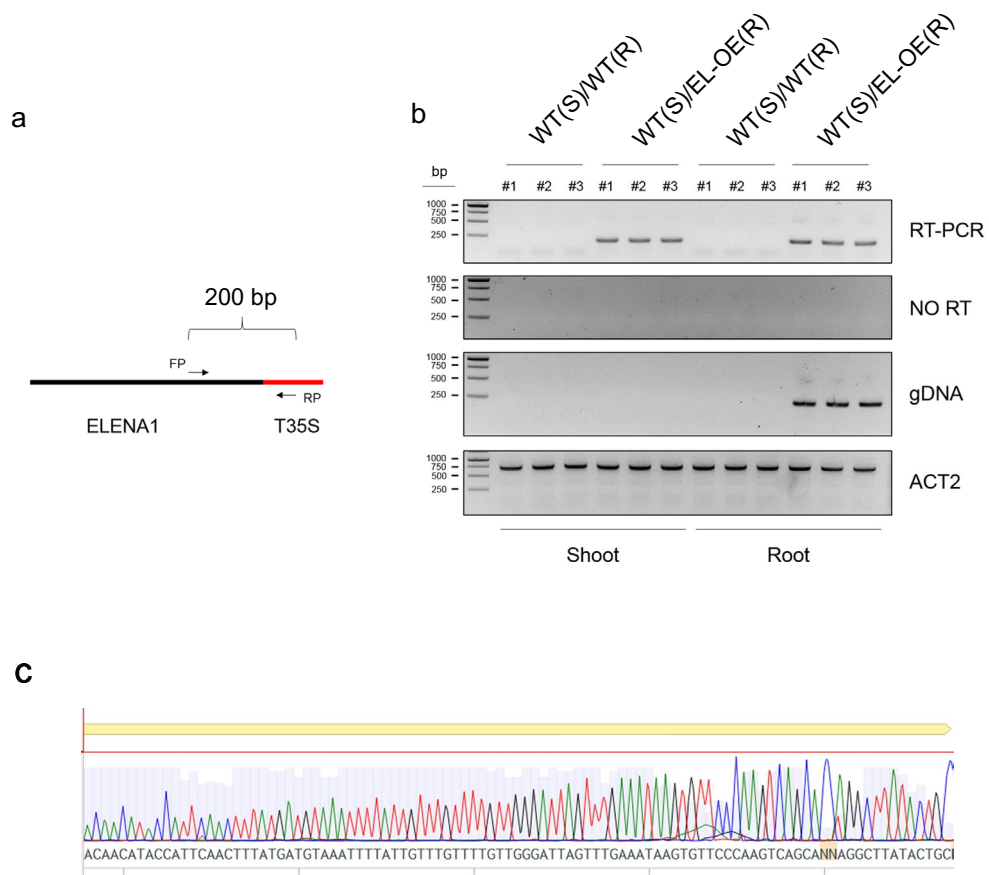 a
b
WT(S)/WT(R)
WT(S)/EL-OE(R)
WT(S)/WT(R)
WT(S)/EL-OE(R)
bp
#1 #2 #3 #1 #2 #3 #1 #2 #3 #1 #2 #3
1000
750
500
250
RT-PCR
1000
750
500
250
NO RT
1000
750
500
250
gDNA
1000
750
500
250
ACT2
Shoot
Root
200 bp
FP
RP
ELENA1
T35S
c
ACAACATACCATTCAACTTTATGATGTAAATTTTATTGTTTGTTTTGTTGGGATTAGTTTGAAATAAGTGTTCCCAAGTCAGCANNAGGCTTATACTGC